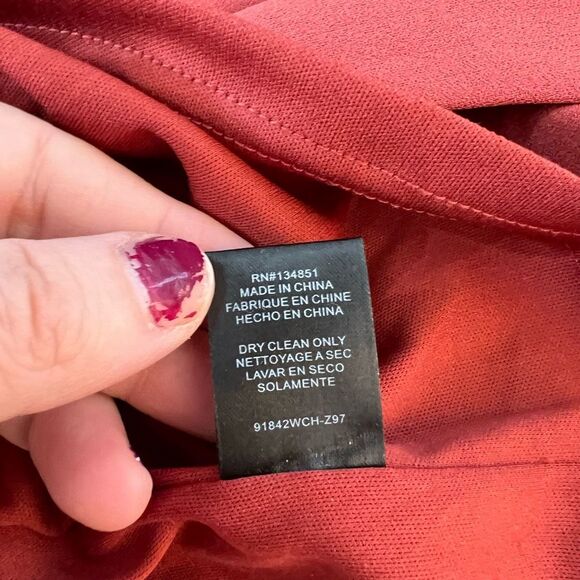 RN#134851
MADE IN CHINA
FABRIQUE EN CHINE
HECHO EN CHINA
DRY CLEAN ONLY
NETTOYAGE A SEC
LAVAR EN SECO
SOLAMENTE
91842WCH-Z97